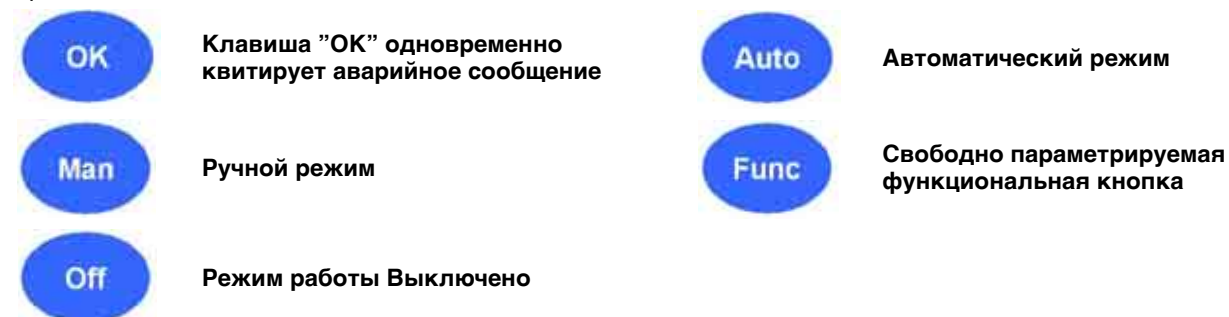 OK
Клавиша ”OK” одновременно
квитирует аварийное сообщение
Auto
Автоматический режим
Man
Ручной режим
Func
Свободно параметрируемая
функциональная кнопка
Off
Режим работы Выключено